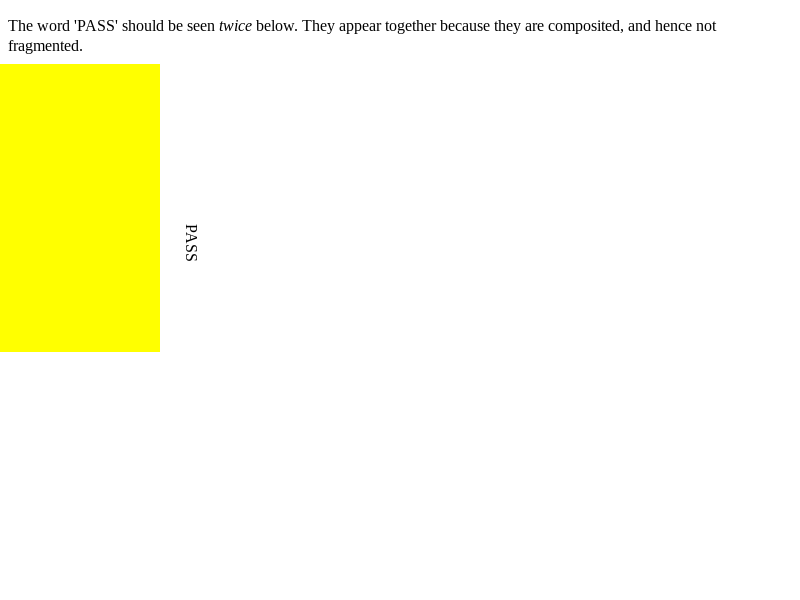 The word 'PASS' should be seen twice below. They appear together because they are composited, and hence not
fragmented.
PASS